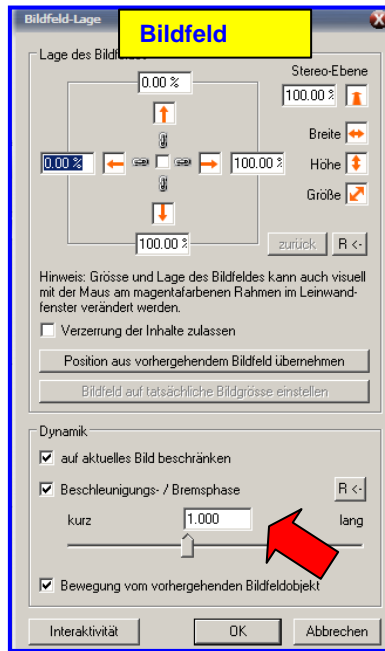 Bildfeld-Lage
Bildfeld
Lage des Bildfeldes
0.00 %
Stereo-Ebene
100.00 %
Breite
0.00 %
100.00 %
Höhe
Größe
100.00 %
zurück
R <-
Hinweis: Grösse und Lage des Bildfeldes kann auch visuell
mit der Maus am magentafarbenen Rahmen im Leinwand-
fenster verändert werden.
Verzerrung der Inhalte zulassen
Position aus vorhergehendem Bildfeld übernehmen
Bildfeld auf tatsächliche Bildgrösse einstellen
Dynamik
auf aktuelles Bild beschränken
Beschleunigungs- / Bremsphase
R <-
kurz
1.000
lang
Bewegung vom vorhergehenden Bildfeldobjekt
Interaktivität
OK
Abbrechen